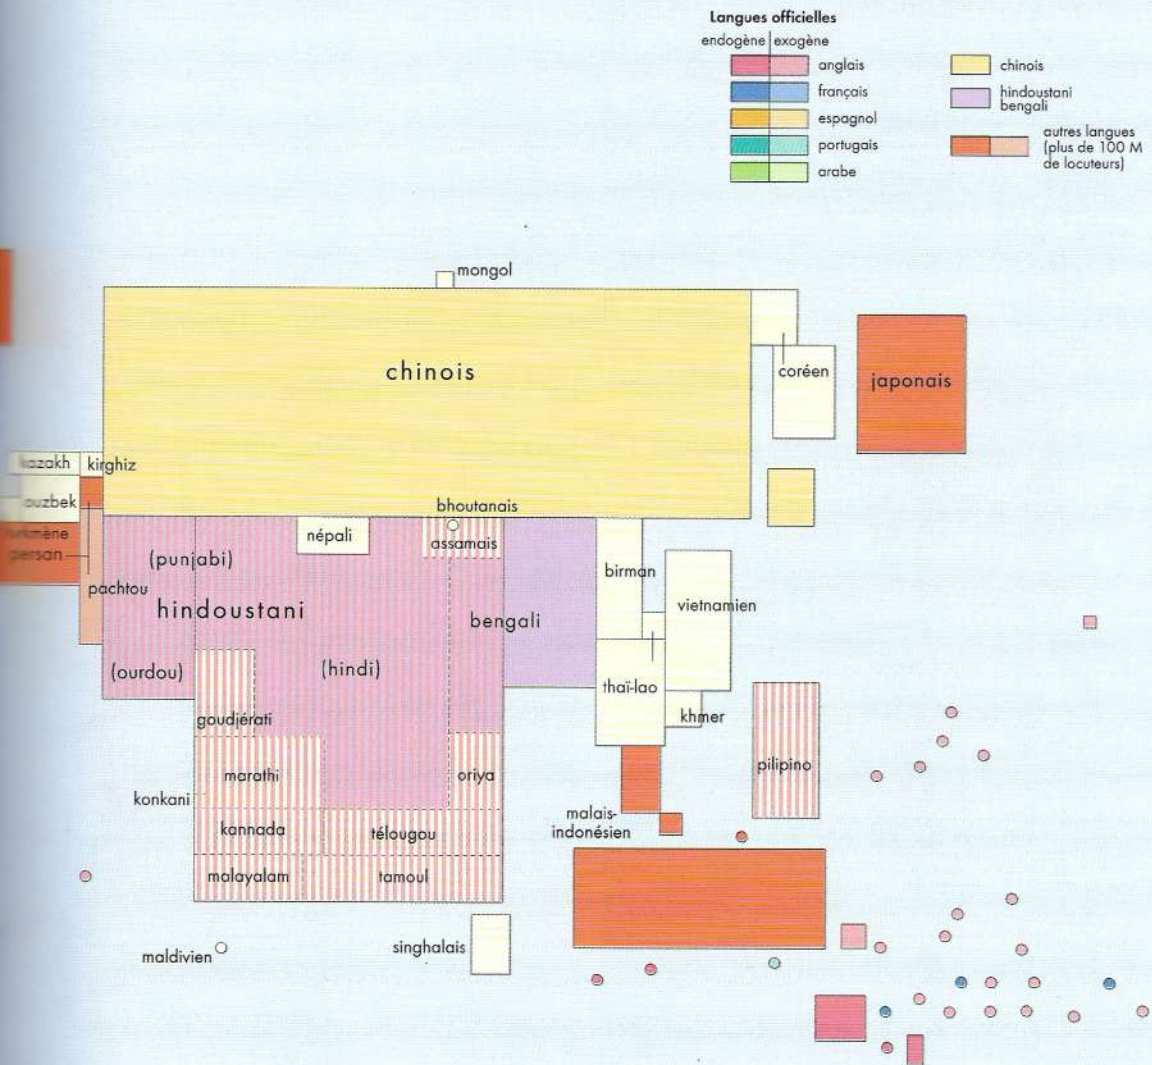 Langues officielles
endogène exogène
anglais
français
espagnol
portugais
arabe
chinois
hindoustani
bengali
autres langues
(plus de 100 M
de locuteurs)
mongol
chinois
coréen
japonais
kazakh
kirghiz
ouzbek
bhoutanais
népali
assamais
persan
(punjabi)
pachtou
hindoustani
bengali
birman
vietnamien
(ourdou)
(hindi)
thaï-lao
khmer
goudjérati
marathi
oriya
pilipino
konkani
kannada
télougou
malais-
indonésien
malayalam
tamoul
maldivien
singhalais